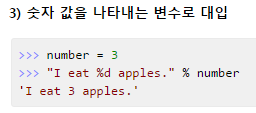 3) 숫자 값을 나타내는 변수로 대입
>>> number = 3
>>> "I eat %d apples." % number
'I eat 3 apples.'